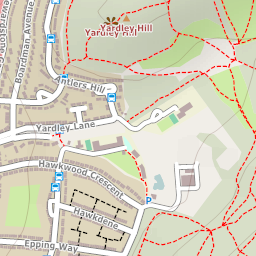 Yardley Hill
Yardley Hill
Boardman Avenue
Antlers Hill
Yardley Lane
Hawkwood Crescent
Hawkdene
Epping Way
P